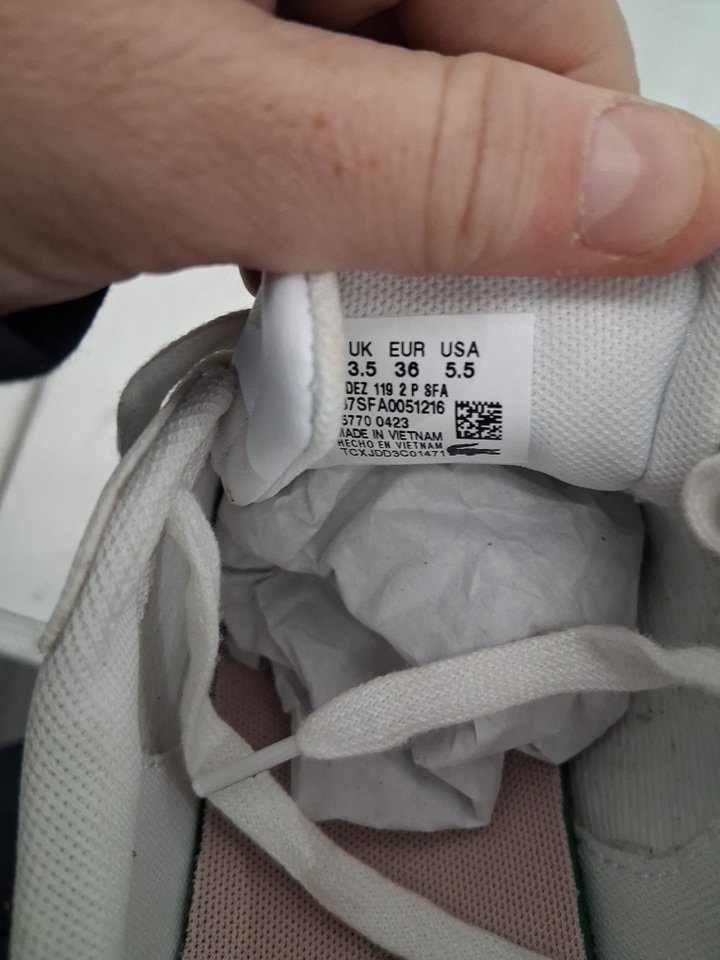 UK EUR USA
3.5 36 5.5
DEZ 119 2 P SFA
37SFA0051216
5770 0423
MADE IN VIETNAM
HECHO EN VIETNAM
TCXJDD3C01471